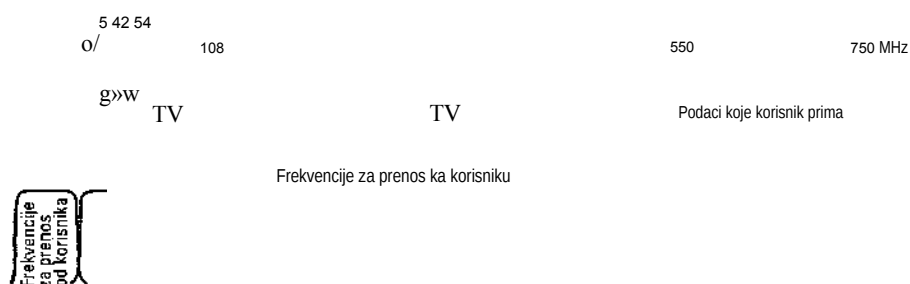 5 42 54
o/
108
550
750 MHz
g»w
TV
TV
Podaci koje korisnik prima
Frekvencije za prenos ka korisniku
Frekvencije
za prenos
od korisnika